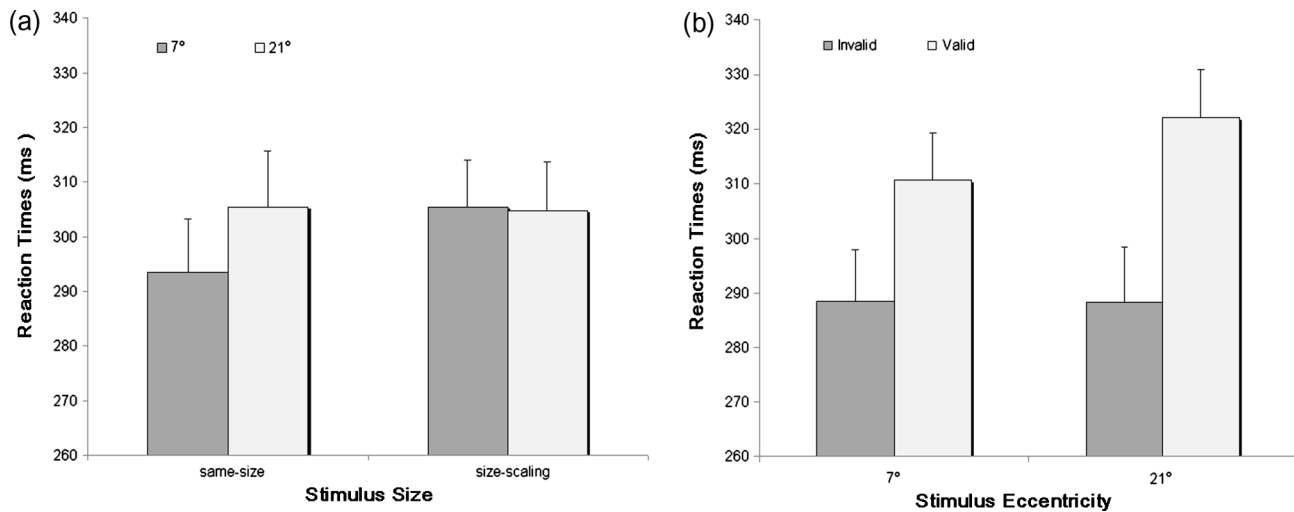 (a)
340
330
320
310
300
290
280
270
260
Reaction Times (ms )
7° 21°
same-size size-scaling
Stimulus Size
(b)
340
330
320
310
300
290
280
270
260
Reaction Times (ms)
Invalid Valid
7° 21°
Stimulus Eccentricity